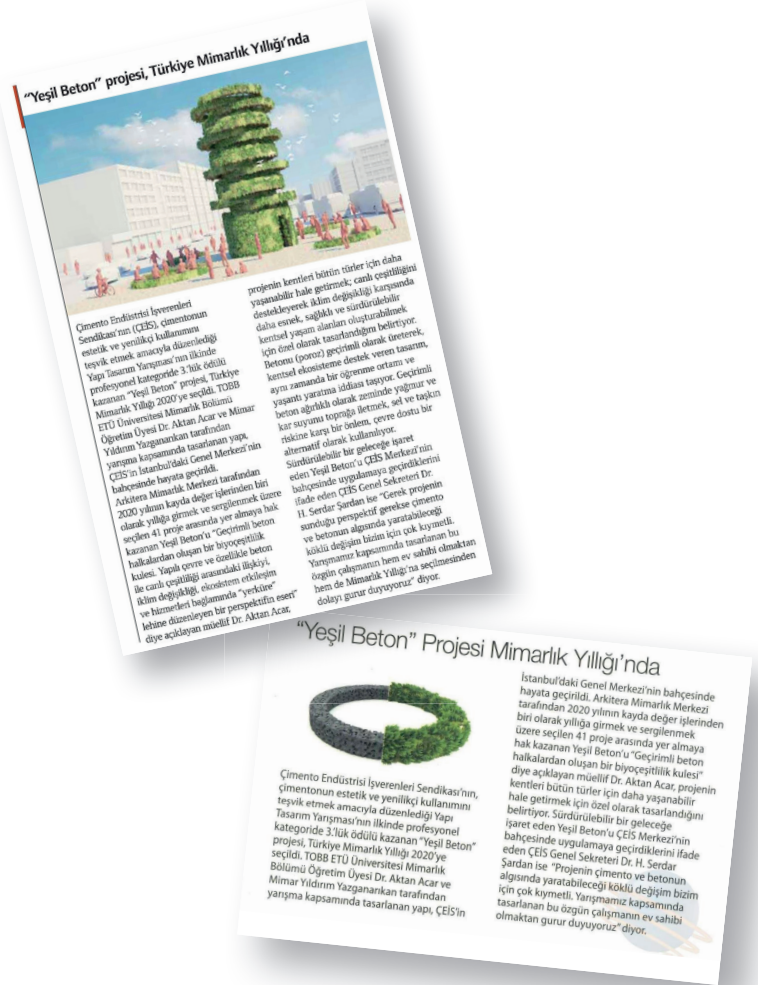 “Yeşil Beton” projesi, Türkiye Mimarlık Yıllığı’nda
Çimento Endüstrisi İşverenleri
Sendikası’nın (ÇEİS), çimentonun
estetik ve yenilikçi kullanımını
teşvik etmek amacıyla düzenlediği
Yapı Tasarım Yarışması’nın ilkinde
profesyonel kategoride 3.’lük ödülü
kazanan “Yeşil Beton” projesi, Türkiye
Mimarlık Yıllığı 2020’ye seçildi. TOBB
ETÜ Üniversitesi Mimarlık Bölümü
Öğretim Üyesi Dr. Aktan Acar ve Mimar
Yıldırım Yazganarıkan tarafından
yarışma kapsamında tasarlanan yapı,
ÇEİS’in İstanbul’daki Genel Merkezi’nin
bahçesinde hayata geçirildi.
Arkitera Mimarlık Merkezi tarafından
2020 yılının kayda değer işlerinden biri
olarak yıllığa girmek ve sergilenmek üzere
seçilen 41 proje arasında yer almaya hak
kazanan Yeşil Beton’u “Geçirimli beton
halkalardan oluşan bir biyoçeşitlilik
kulesi. Yapılı çevre ve özellikle beton
ile canlı çeşitliliği arasındaki ilişkiyi,
iklim değişikliği, ekosistem etkileşim
ve hizmetleri bağlamında “yerküre”
lehine düzenleyen bir perspektifin eseri”
diye açıklayan müellif Dr. Aktan Acar,
projenin kentleri bütün türler için daha
yaşanabilir hale getirmek; canlı çeşitliliğini
destekleyerek iklim değişikliği karşısında
daha esnek, sağlıklı ve sürdürülebilir
kentsel yaşam alanları oluşturabilmek
için özel olarak tasarlandığını belirtiyor.
Betonu (poroz) geçirimli olarak üreterek,
kentsel ekosisteme destek veren tasarım,
aynı zamanda bir öğrenme ortamı ve
yaşantı yaratma iddiası taşıyor. Geçirimli
beton ağırlıklı olarak zeminde yağmur ve
kar suyunu toprağa iletmek, sel ve taşkın
riskine karşı bir önlem, çevre dostu bir
alternatif olarak kullanılıyor.
Sürdürülebilir bir geleceğe işaret
eden Yeşil Beton’u ÇEİS Merkezi’nin
bahçesinde uygulamaya geçirdiklerini
ifade eden ÇEİS Genel Sekreteri Dr.
H. Serdar Şardan ise “Gerek projenin
sunduğu perspektif gerekse çimento
ve betonun algısında yaratabileceği
köklü değişim bizim için çok kıymetli.
Yarışmamız kapsamında tasarlanan bu
özgün çalışmanın hem ev sahibi olmaktan
hem de Mimarlık Yıllığı’na seçilmesinden
dolayı gurur duyuyoruz” diyor.
“Yeşil Beton” Projesi Mimarlık Yıllığı’nda
Çimento Endüstrisi İşverenleri Sendikası’nın,
çimentonun estetik ve yenilikçi kullanımını
teşvik etmek amacıyla düzenlediği Yapı
Tasarım Yarışması’nın ilkinde profesyonel
kategoride 3.’lük ödülü kazanan “Yeşil Beton”
projesi, Türkiye Mimarlık Yıllığı 2020’ye
seçildi. TOBB ETÜ Üniversitesi Mimarlık
Bölümü Öğretim Üyesi Dr. Aktan Acar ve
Mimar Yıldırım Yazganarıkan tarafından
yarışma kapsamında tasarlanan yapı, ÇEİS’in
İstanbul’daki Genel Merkezi’nin bahçesinde
hayata geçirildi. Arkitera Mimarlık Merkezi
tarafından 2020 yılının kayda değer işlerinden
biri olarak yıllığa girmek ve sergilenmek
üzere seçilen 41 proje arasında yer almaya
hak kazanan Yeşil Beton’u “Geçirimli beton
halkalardan oluşan bir biyoçeşitlilik kulesi”
diye açıklayan müellif Dr. Aktan Acar, projenin
kentleri bütün türler için daha yaşanabilir
hale getirmek için özel olarak tasarlandığını
belirtiyor. Sürdürülebilir bir geleceğe
işaret eden Yeşil Beton’u ÇEİS Merkezi’nin
bahçesinde uygulamaya geçirdiklerini ifade
eden ÇEİS Genel Sekreteri Dr. H. Serdar
Şardan ise “Projenin çimento ve betonun
algısında yaratabileceği köklü değişim bizim
için çok kıymetli. Yarışmamız kapsamında
tasarlanan bu özgün çalışmanın ev sahibi
olmaktan gurur duyuyoruz” diyor.